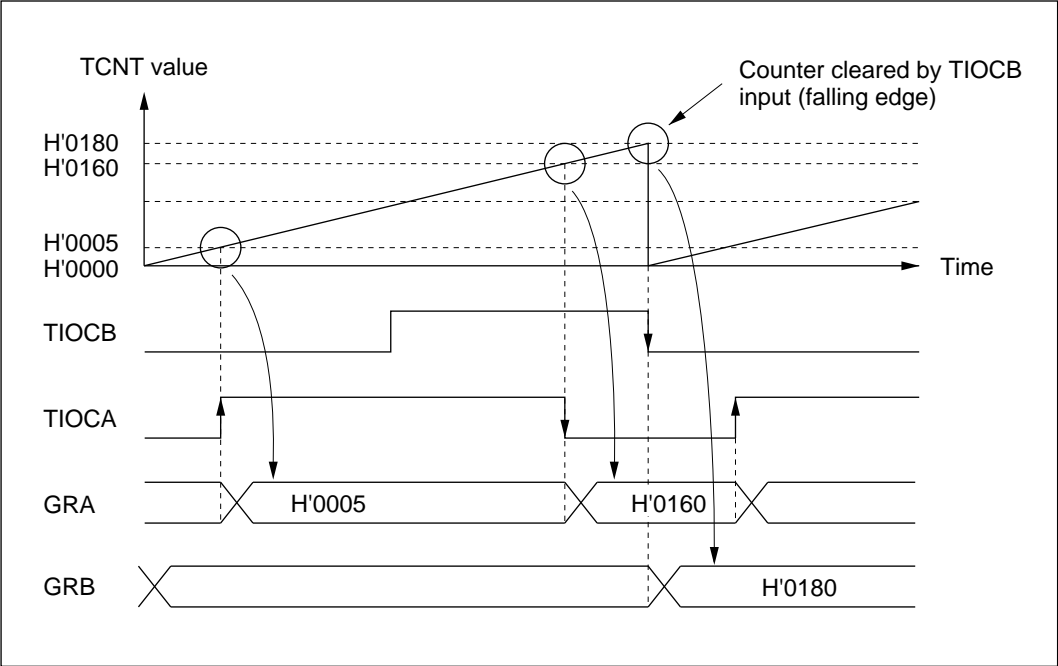 TCNT value
Counter cleared by TIOCB
input (falling edge)
H'0180
H'0160
H'0005
H'0000
Time
TIOCB
TIOCA
GRA
H'0005
H'0160
GRB
H'0180